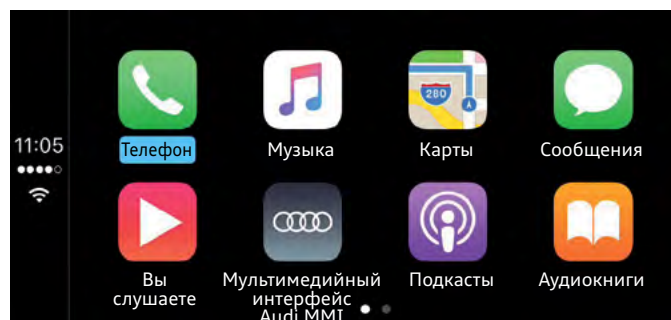 11:05
280
Телефон
Музыка
Карты
Сообщения
Вы
слушаете
Мультимедийный
интерфейс
Audi MMI
Подкасты
Аудиокниги